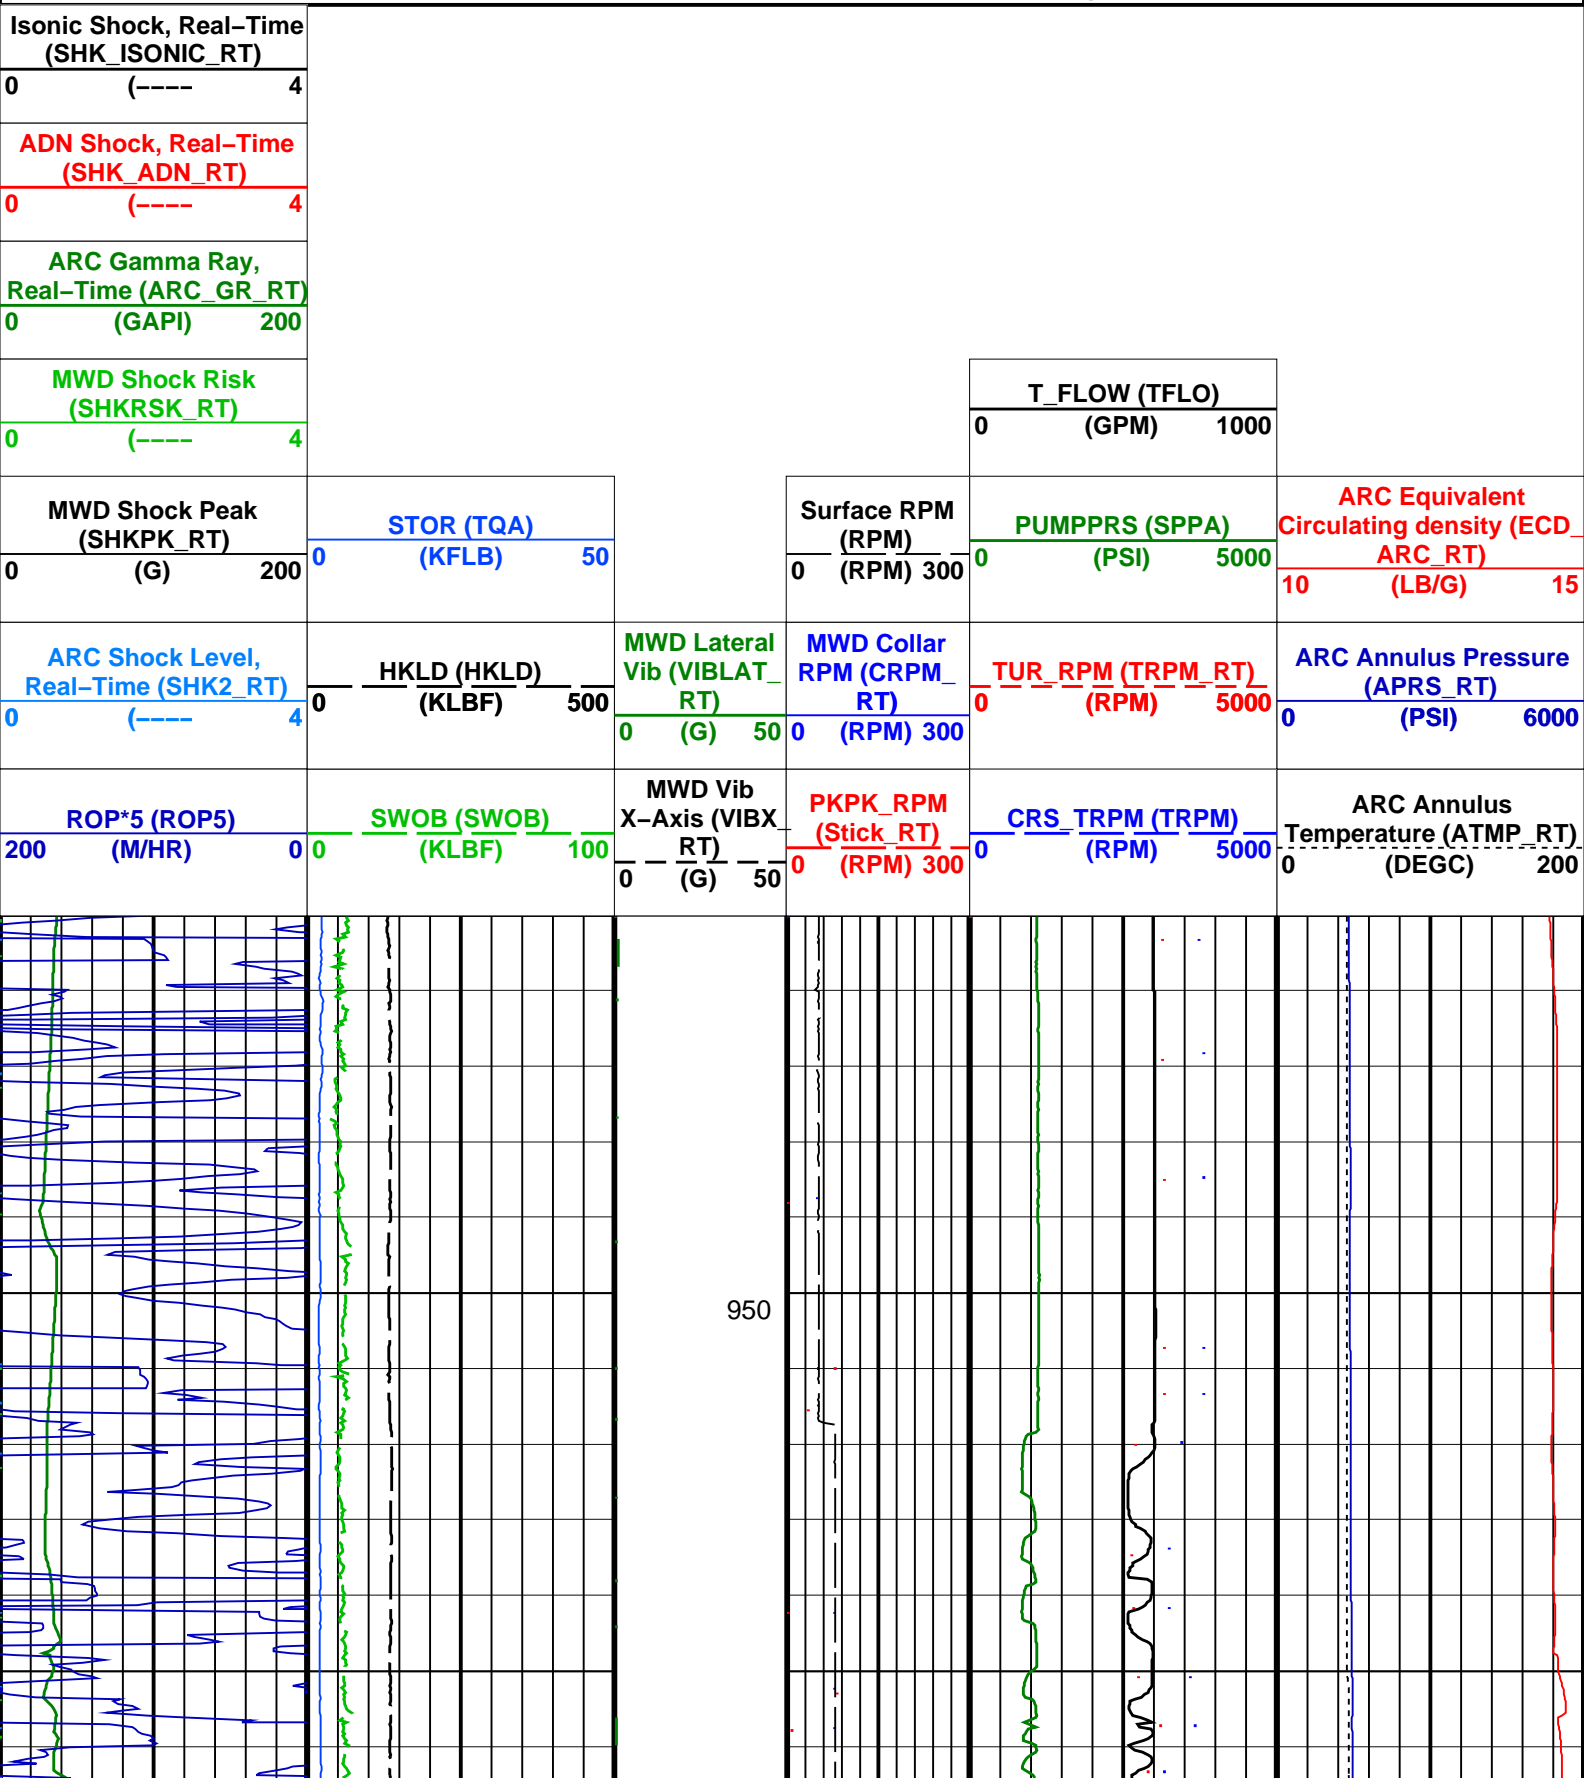 Isonic Shock, Real–Time
(SHK_ISONIC_RT)
0 (–––– 4
ADN Shock, Real–Time
(SHK_ADN_RT)
0 (–––– 4
ARC Gamma Ray,
Real–Time (ARC_GR_RT)
0 (GAPI) 200
MWD Shock Risk
(SHKRSK_RT)
0 (–––– 4
T_FLOW (TFLO)
0 (GPM) 1000
MWD Shock Peak
(SHKPK_RT)
0 (G) 200
STOR (TQA)
0 (KFLB) 50
Surface RPM
(RPM)
0 (RPM) 300
PUMPPRS (SPPA)
0 (PSI) 5000
ARC Equivalent
Circulating density (ECD_
ARC_RT)
10 (LB/G) 15
ARC Shock Level,
Real–Time (SHK2_RT)
0 (–––– 4
HKLD (HKLD)
0 (KLBF) 500
MWD Lateral
Vib (VIBLAT_
RT)
0 (G) 50
MWD Collar
RPM (CRPM_
RT)
0 (RPM) 300
TUR_RPM (TRPM_RT)
0 (RPM) 5000
ARC Annulus Pressure
(APRS_RT)
0 (PSI) 6000
ROP*5 (ROP5)
200 (M/HR) 0
SWOB (SWOB)
0 (KLBF) 100
MWD Vib
X–Axis (VIBX_
RT)
0 (G) 50
PKPK_RPM
(Stick_RT)
0 (RPM) 300
CRS_TRPM (TRPM)
0 (RPM) 5000
ARC Annulus
Temperature (ATMP_RT)
0 (DEGC) 200
950